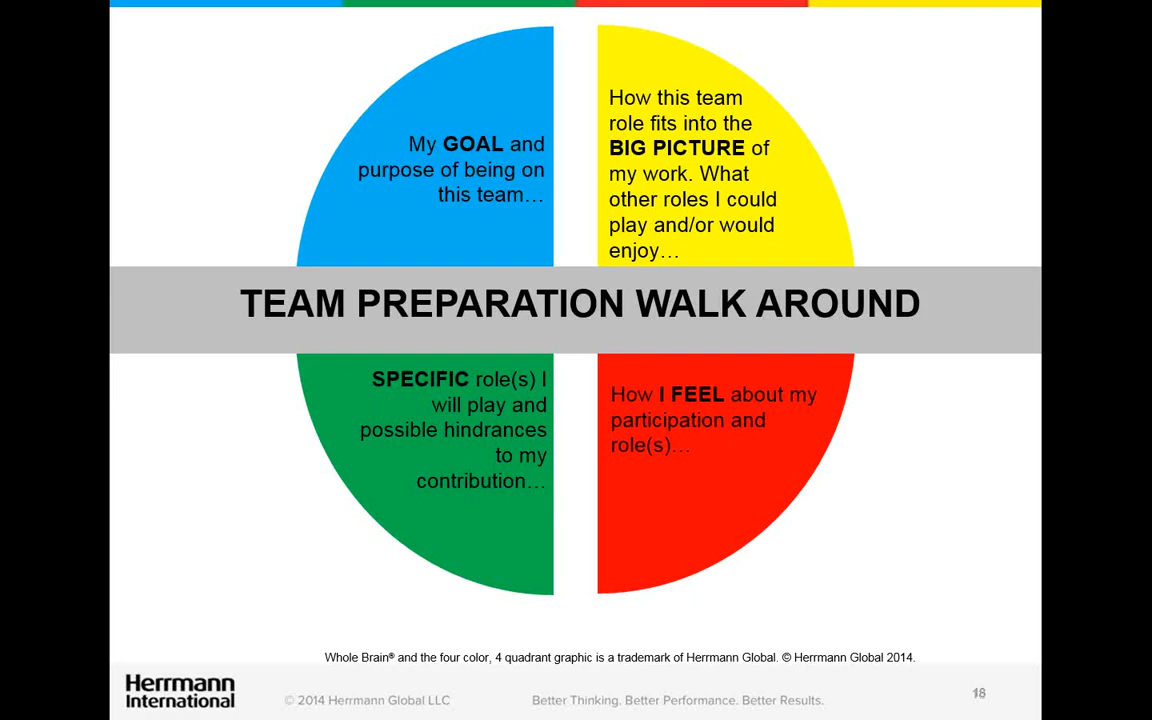 My GOAL and
purpose of being on
this team…
How this team
role fits into the
BIG PICTURE of
my work. What
other roles I could
play and/or would
enjoy…
TEAM PREPARATION WALK AROUND
SPECIFIC role(s) I
will play and
possible hindrances
to my
contribution…
How I FEEL about my
participation and
role(s)…
Whole Brain® and the four color, 4 quadrant graphic is a trademark of Herrmann Global. © Herrmann Global 2014.
Herrmann
International
© 2014 Herrmann Global LLC
Better Thinking. Better Performance. Better Results.
18